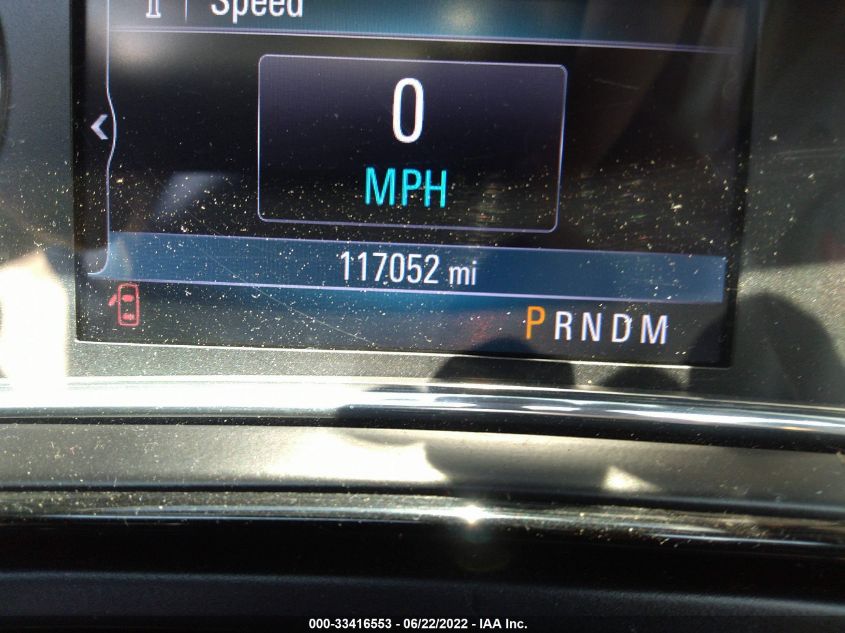 Speed
0
MPH
117052 mi
PRNDM
000-33416553 - 06/22/2022 - IAA Inc.